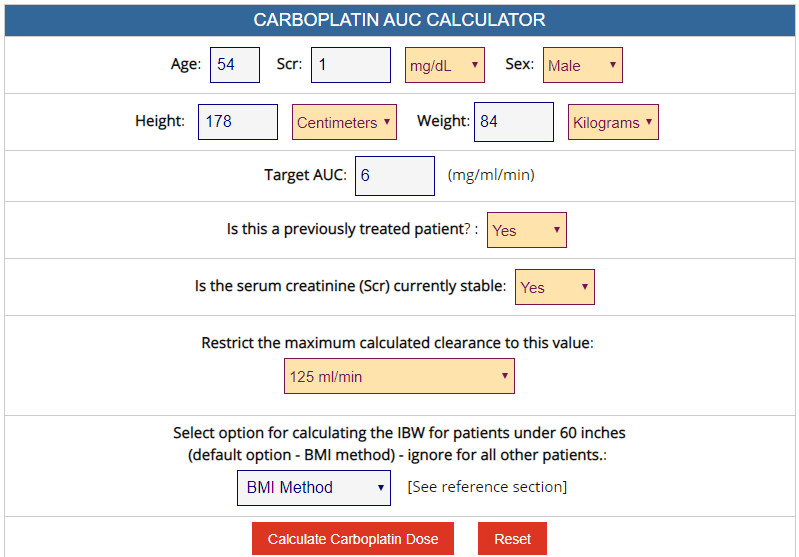 CARBOPLATIN AUC CALCULATOR
Age: 54 Scr: 1 mg/dL Sex: Male
Height: 178 Centimeters Weight: 84 Kilograms
Target AUC: 6 (mg/ml/min)
Is this a previously treated patient? : Yes
Is the serum creatinine (Scr) currently stable: Yes
Restrict the maximum calculated clearance to this value:
125 ml/min
Select option for calculating the IBW for patients under 60 inches
(default option - BMI method) - ignore for all other patients.:
BMI Method [See reference section]
Calculate Carboplatin Dose Reset